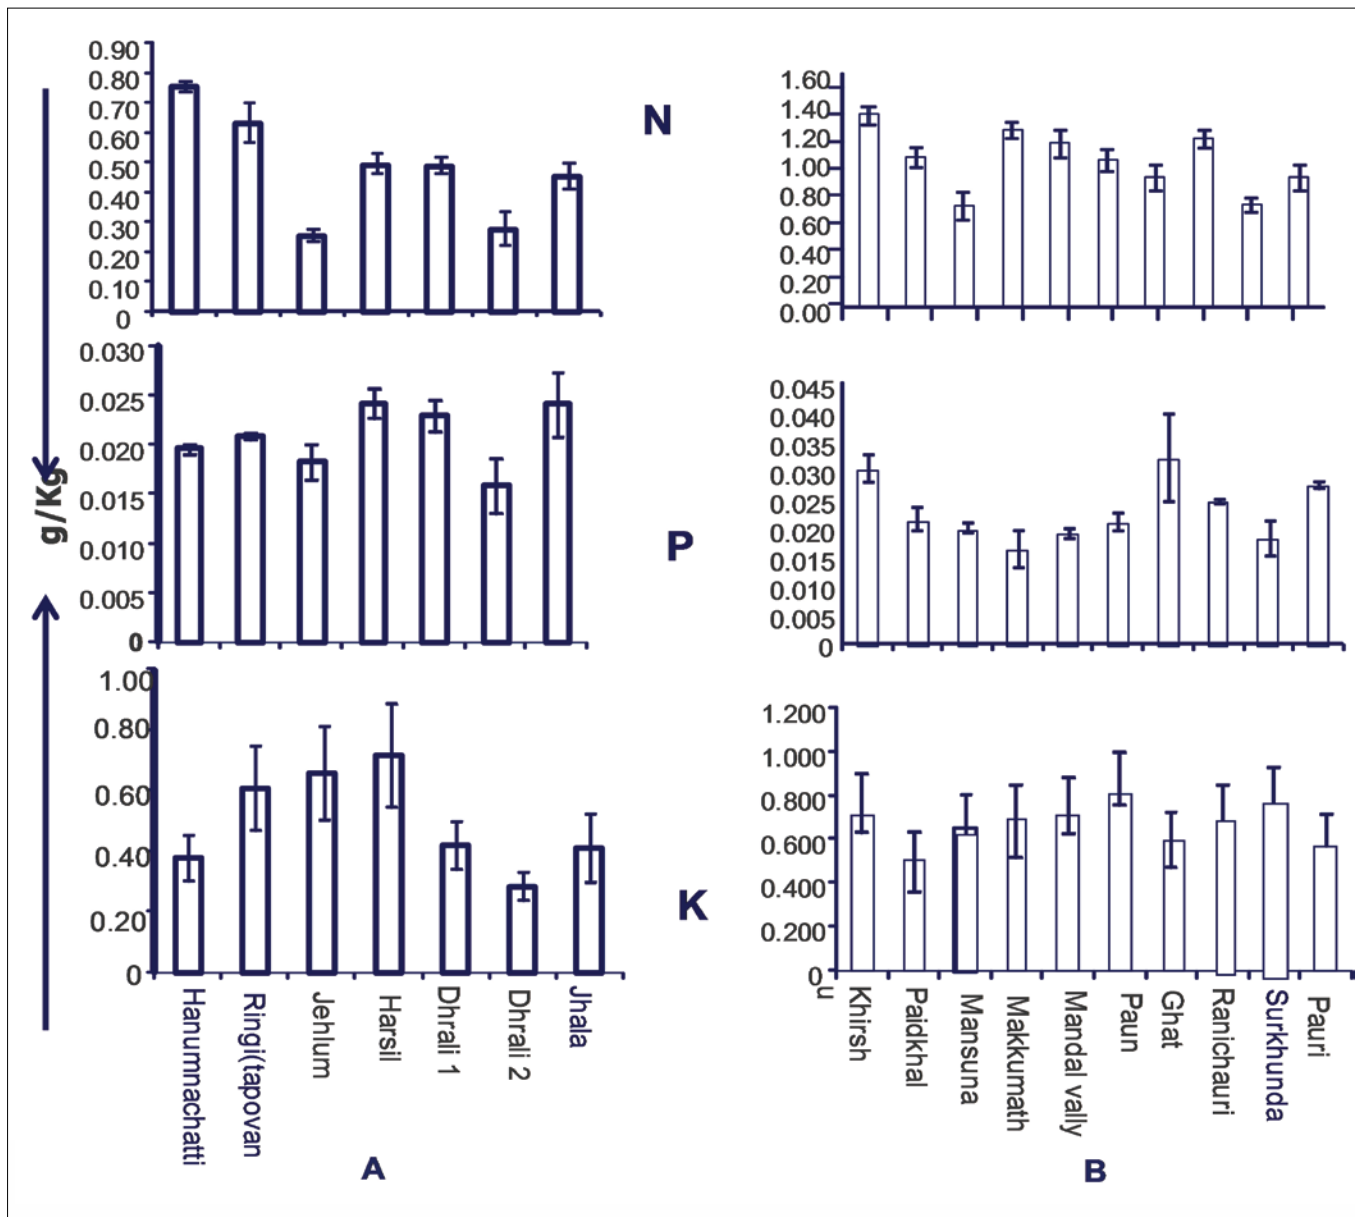 0.90
0.80
0.70
0.60
0.50
0.40
0.30
0.20
0.10
0
N
1.60
1.40
1.20
1.00
0.80
0.60
0.40
0.20
0.00
0.030
0.025
0.020
0.015
0.010
0.005
0
g/Kg
P
0.045
0.040
0.035
0.030
0.025
0.020
0.015
0.010
0.005
0
1.00
0.80
0.60
0.40
0.20
0
K
1.200
1.000
0.800
0.600
0.400
0.200
0
Hanumnachatti
Ringi(tapovan
Jehlum
Harsil
Dhrali 1
Dhrali 2
Jhala
u
Khirsh
Paidkhal
Mansuna
Makkumath
Mandal vally
Paun
Ghat
Ranichauri
Surkhunda
Pauri
A
B